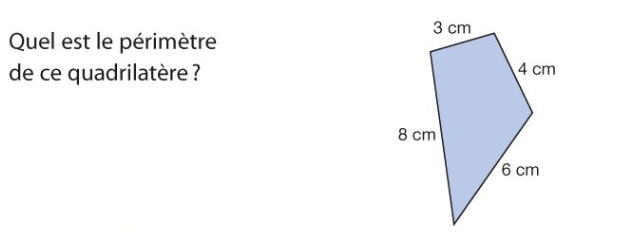 Quel est le périmètre
de ce quadrilatère ?
3 cm
4 cm
8 cm
6 cm